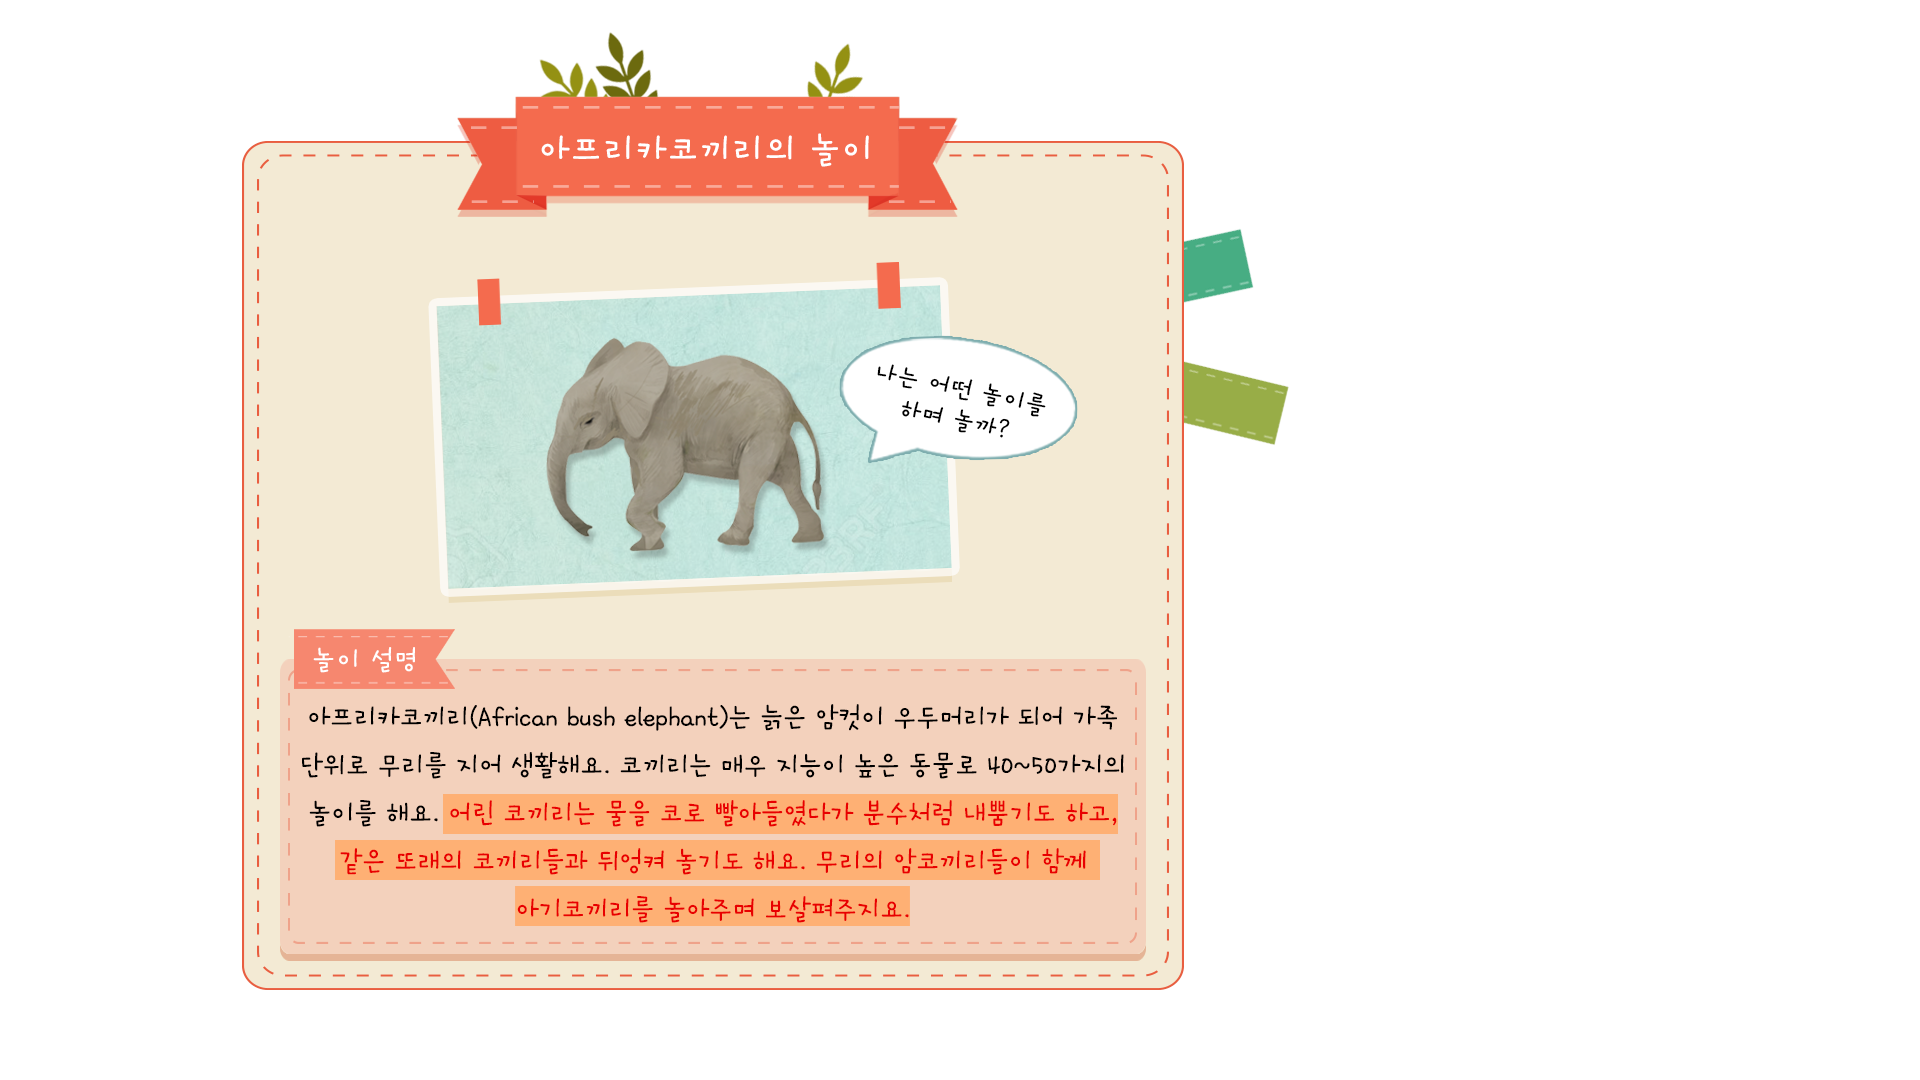 아프리카코끼리의 놀이
나는 어떤 놀이를
하며 놀까?
놀이 설명
아프리카코끼리(African bush elephant)는 늙은 암컷이 우두머리가 되어 가족
단위로 무리를 지어 생활해요. 코끼리는 매우 지능이 높은 동물로 40~50가지의
놀이를 해요. 어린 코끼리는 물을 코로 빨아들였다가 분수처럼 내뿜기도 하고,
같은 또래의 코끼리들과 뒤엉켜 놀기도 해요. 무리의 암코끼리들이 함께
아기코끼리를 놀아주며 보살펴주지요.